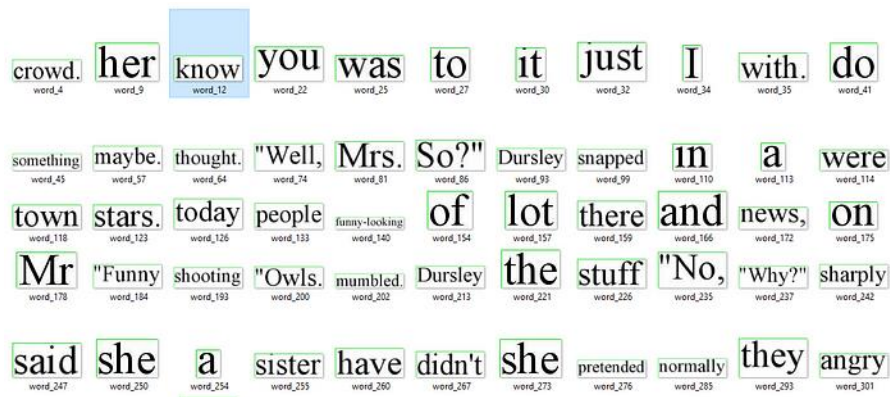 crowd. her know you was to it just I with. do
word_4 word_9 word_12 word_22 word_25 word_27 word_30 word_32 word_34 word_35 word_41
something maybe. thought. "Well, Mrs. So?" Dursley snapped in a were
word_45 word_57 word_64 word_74 word_81 word_86 word_93 word_99 word_110 word_113 word_114
town stars. today people funny-looking of lot there and news, on
word_118 word_123 word_126 word_133 word_140 word_154 word_157 word_159 word_166 word_172 word_175
Mr "Funny shooting "Owls. mumbled. Dursley the stuff "No, "Why?" sharply
word_178 word_184 word_193 word_200 word_202 word_213 word_221 word_226 word_235 word_237 word_242
said she a sister have didn't she pretended normally they angry
word_247 word_250 word_254 word_255 word_260 word_267 word_273 word_276 word_285 word_293 word_301